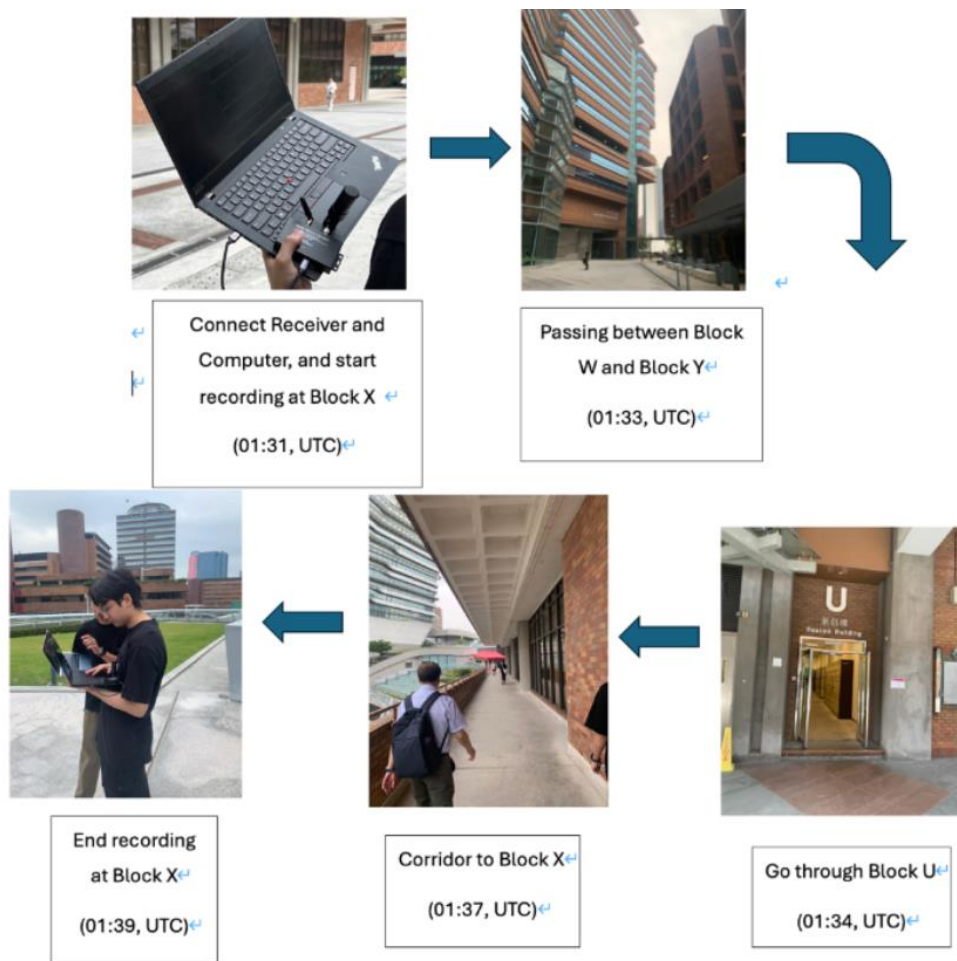 Connect Receiver and
Computer, and start
recording at Block X
(01:31, UTC)
Passing between Block
W and Block Y
(01:33, UTC)
U
Building
Go through Block U
(01:34, UTC)
Corridor to Block X
(01:37, UTC)
End recording
at Block X
(01:39, UTC)